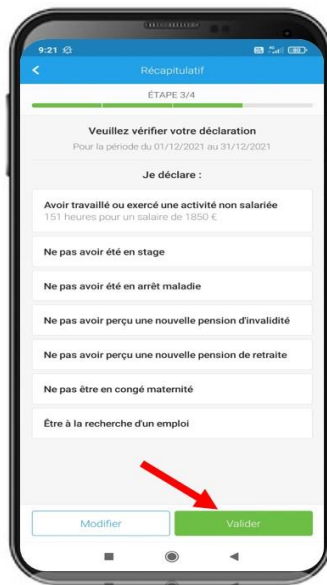 9:21
Récapitulatif
ÉTAPE 3/4
Veuillez vérifier votre déclaration
Pour la période du 01/12/2021 au 31/12/2021
Je déclare :
Avoir travaillé ou exercé une activité non salariée
151 heures pour un salaire de 1850 €
Ne pas avoir été en stage
Ne pas avoir été en arrêt maladie
Ne pas avoir perçu une nouvelle pension d'invalidité
Ne pas avoir perçu une nouvelle pension de retraite
Ne pas être en congé maternité
Être à la recherche d'un emploi
Modifier
Valider